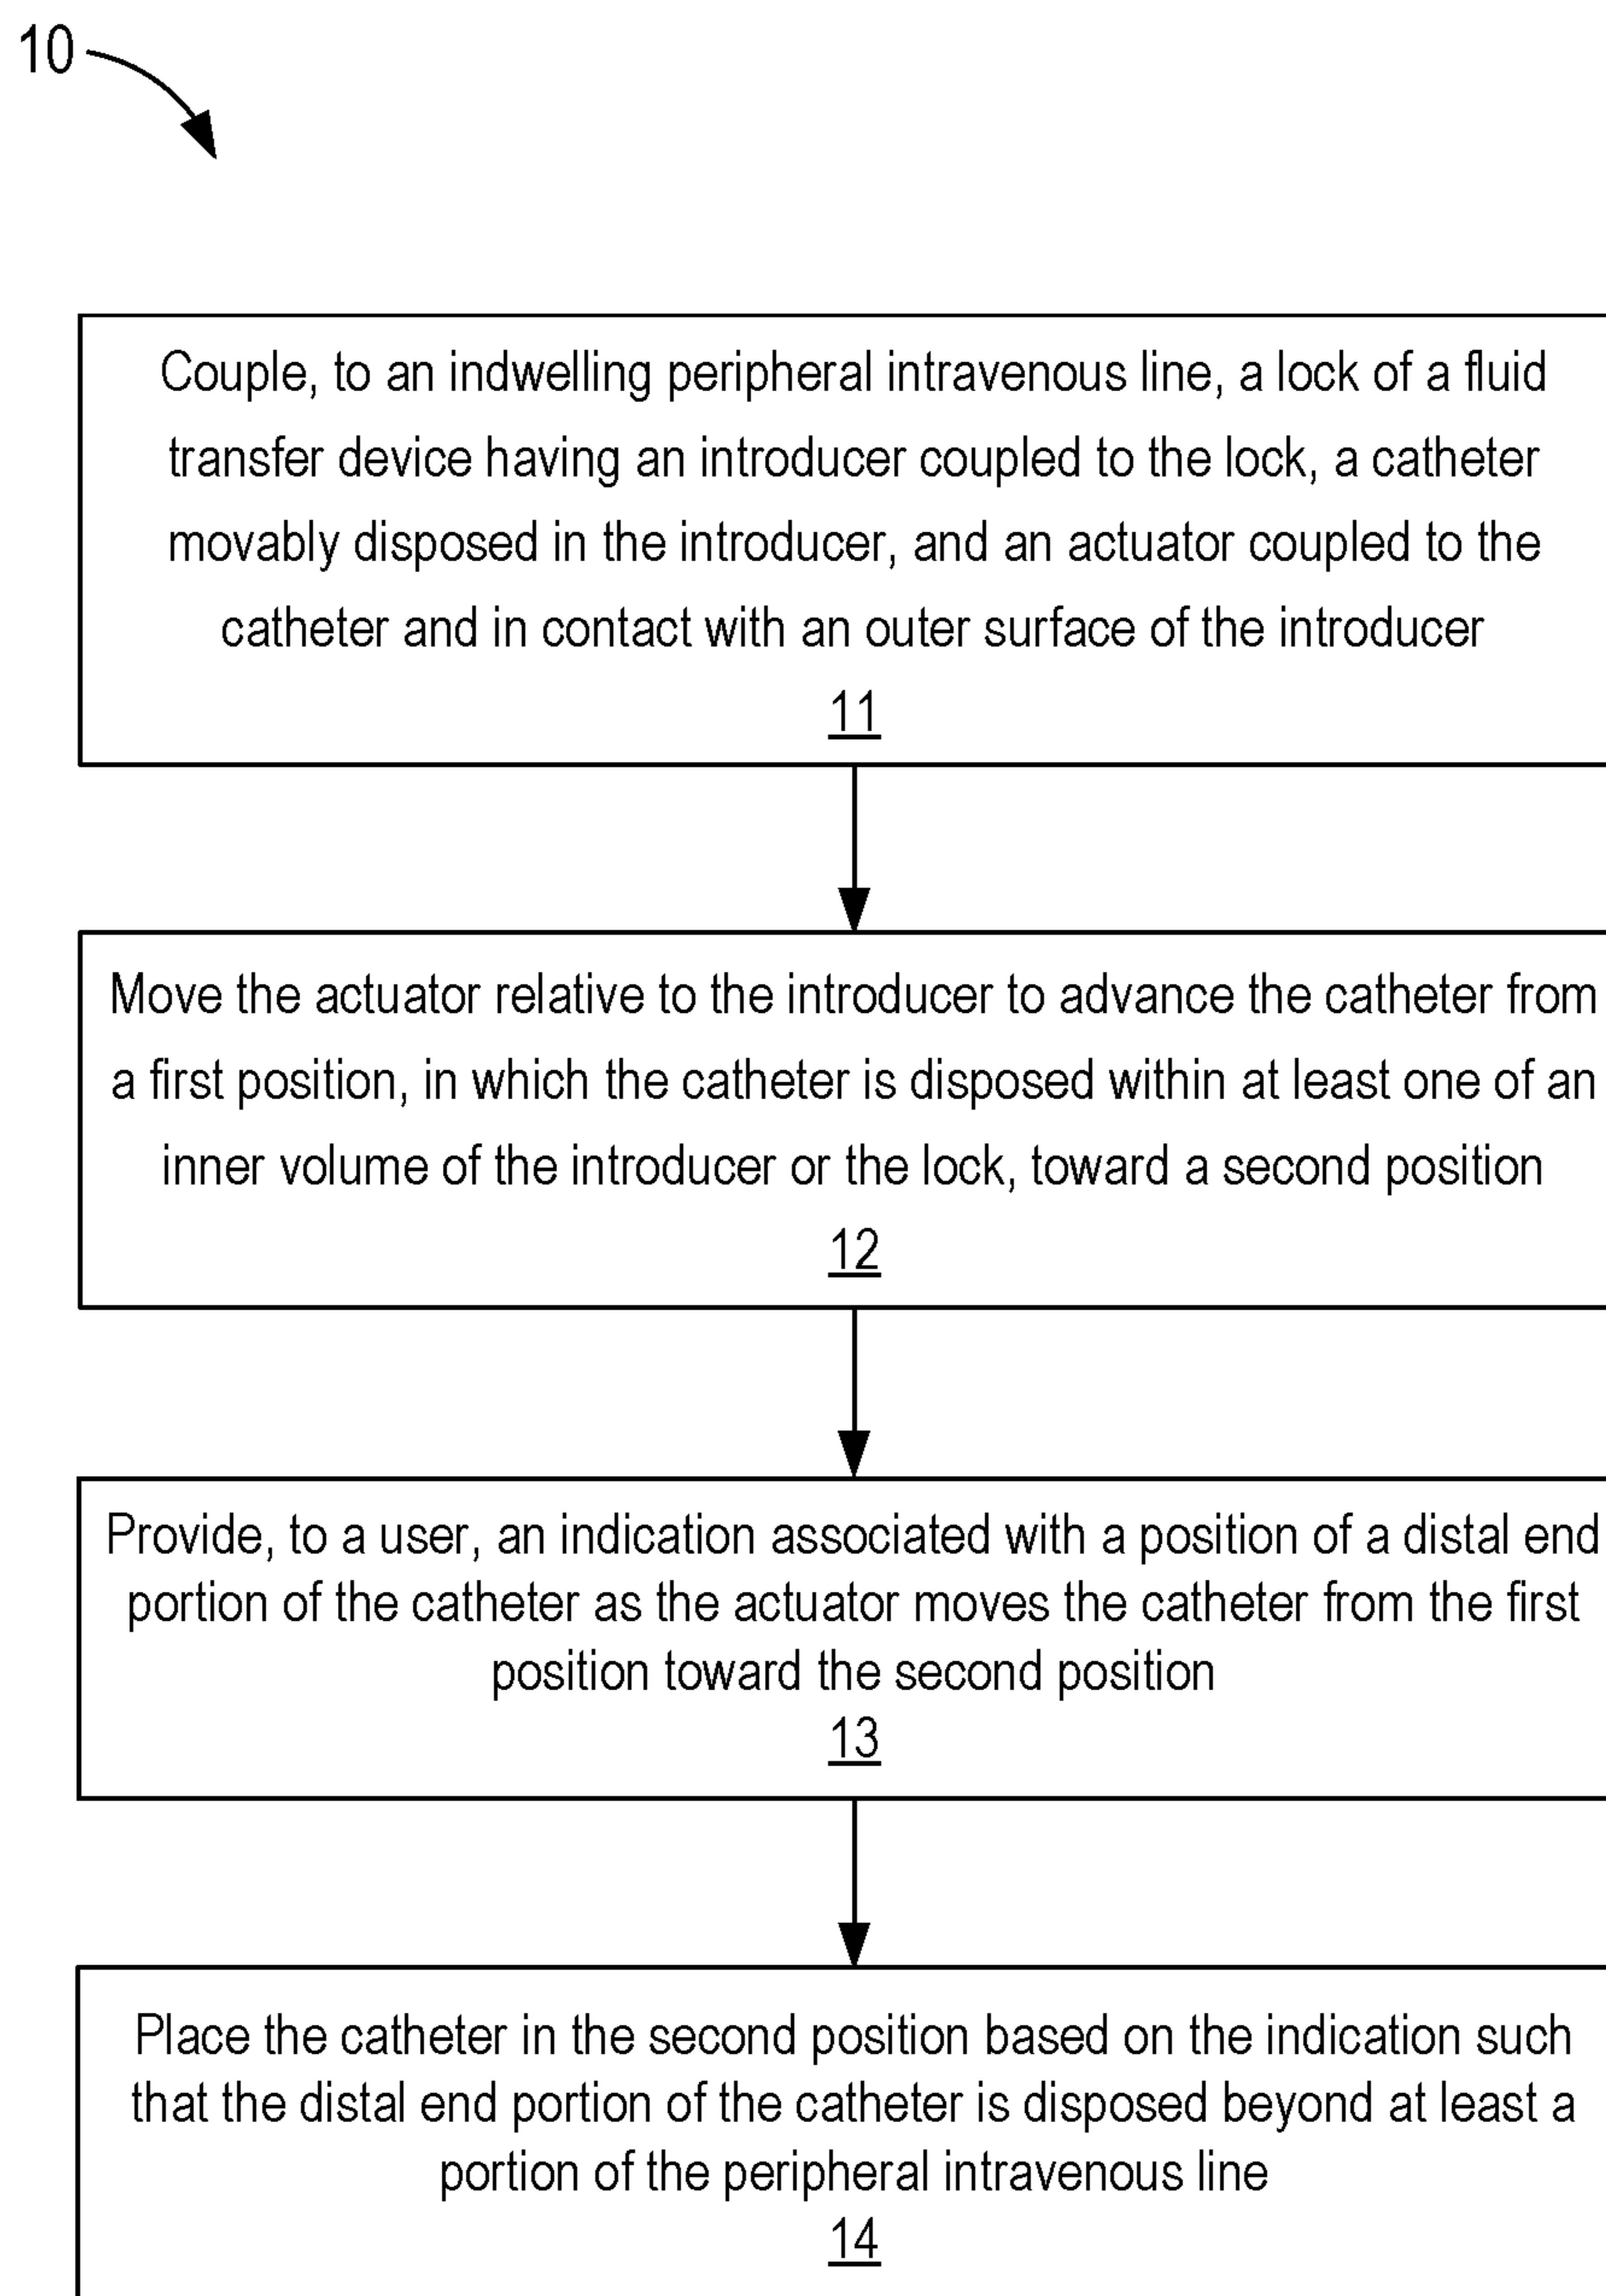 10
Couple, to an indwelling peripheral intravenous line, a lock of a fluid
transfer device having an introducer coupled to the lock, a catheter
movably disposed in the introducer, and an actuator coupled to the
catheter and in contact with an outer surface of the introducer
11
Move the actuator relative to the introducer to advance the catheter from
a first position, in which the catheter is disposed within at least one of an
inner volume of the introducer or the lock, toward a second position
12
Provide, to a user, an indication associated with a position of a distal end
portion of the catheter as the actuator moves the catheter from the first
position toward the second position
13
Place the catheter in the second position based on the indication such
that the distal end portion of the catheter is disposed beyond at least a
portion of the peripheral intravenous line
14